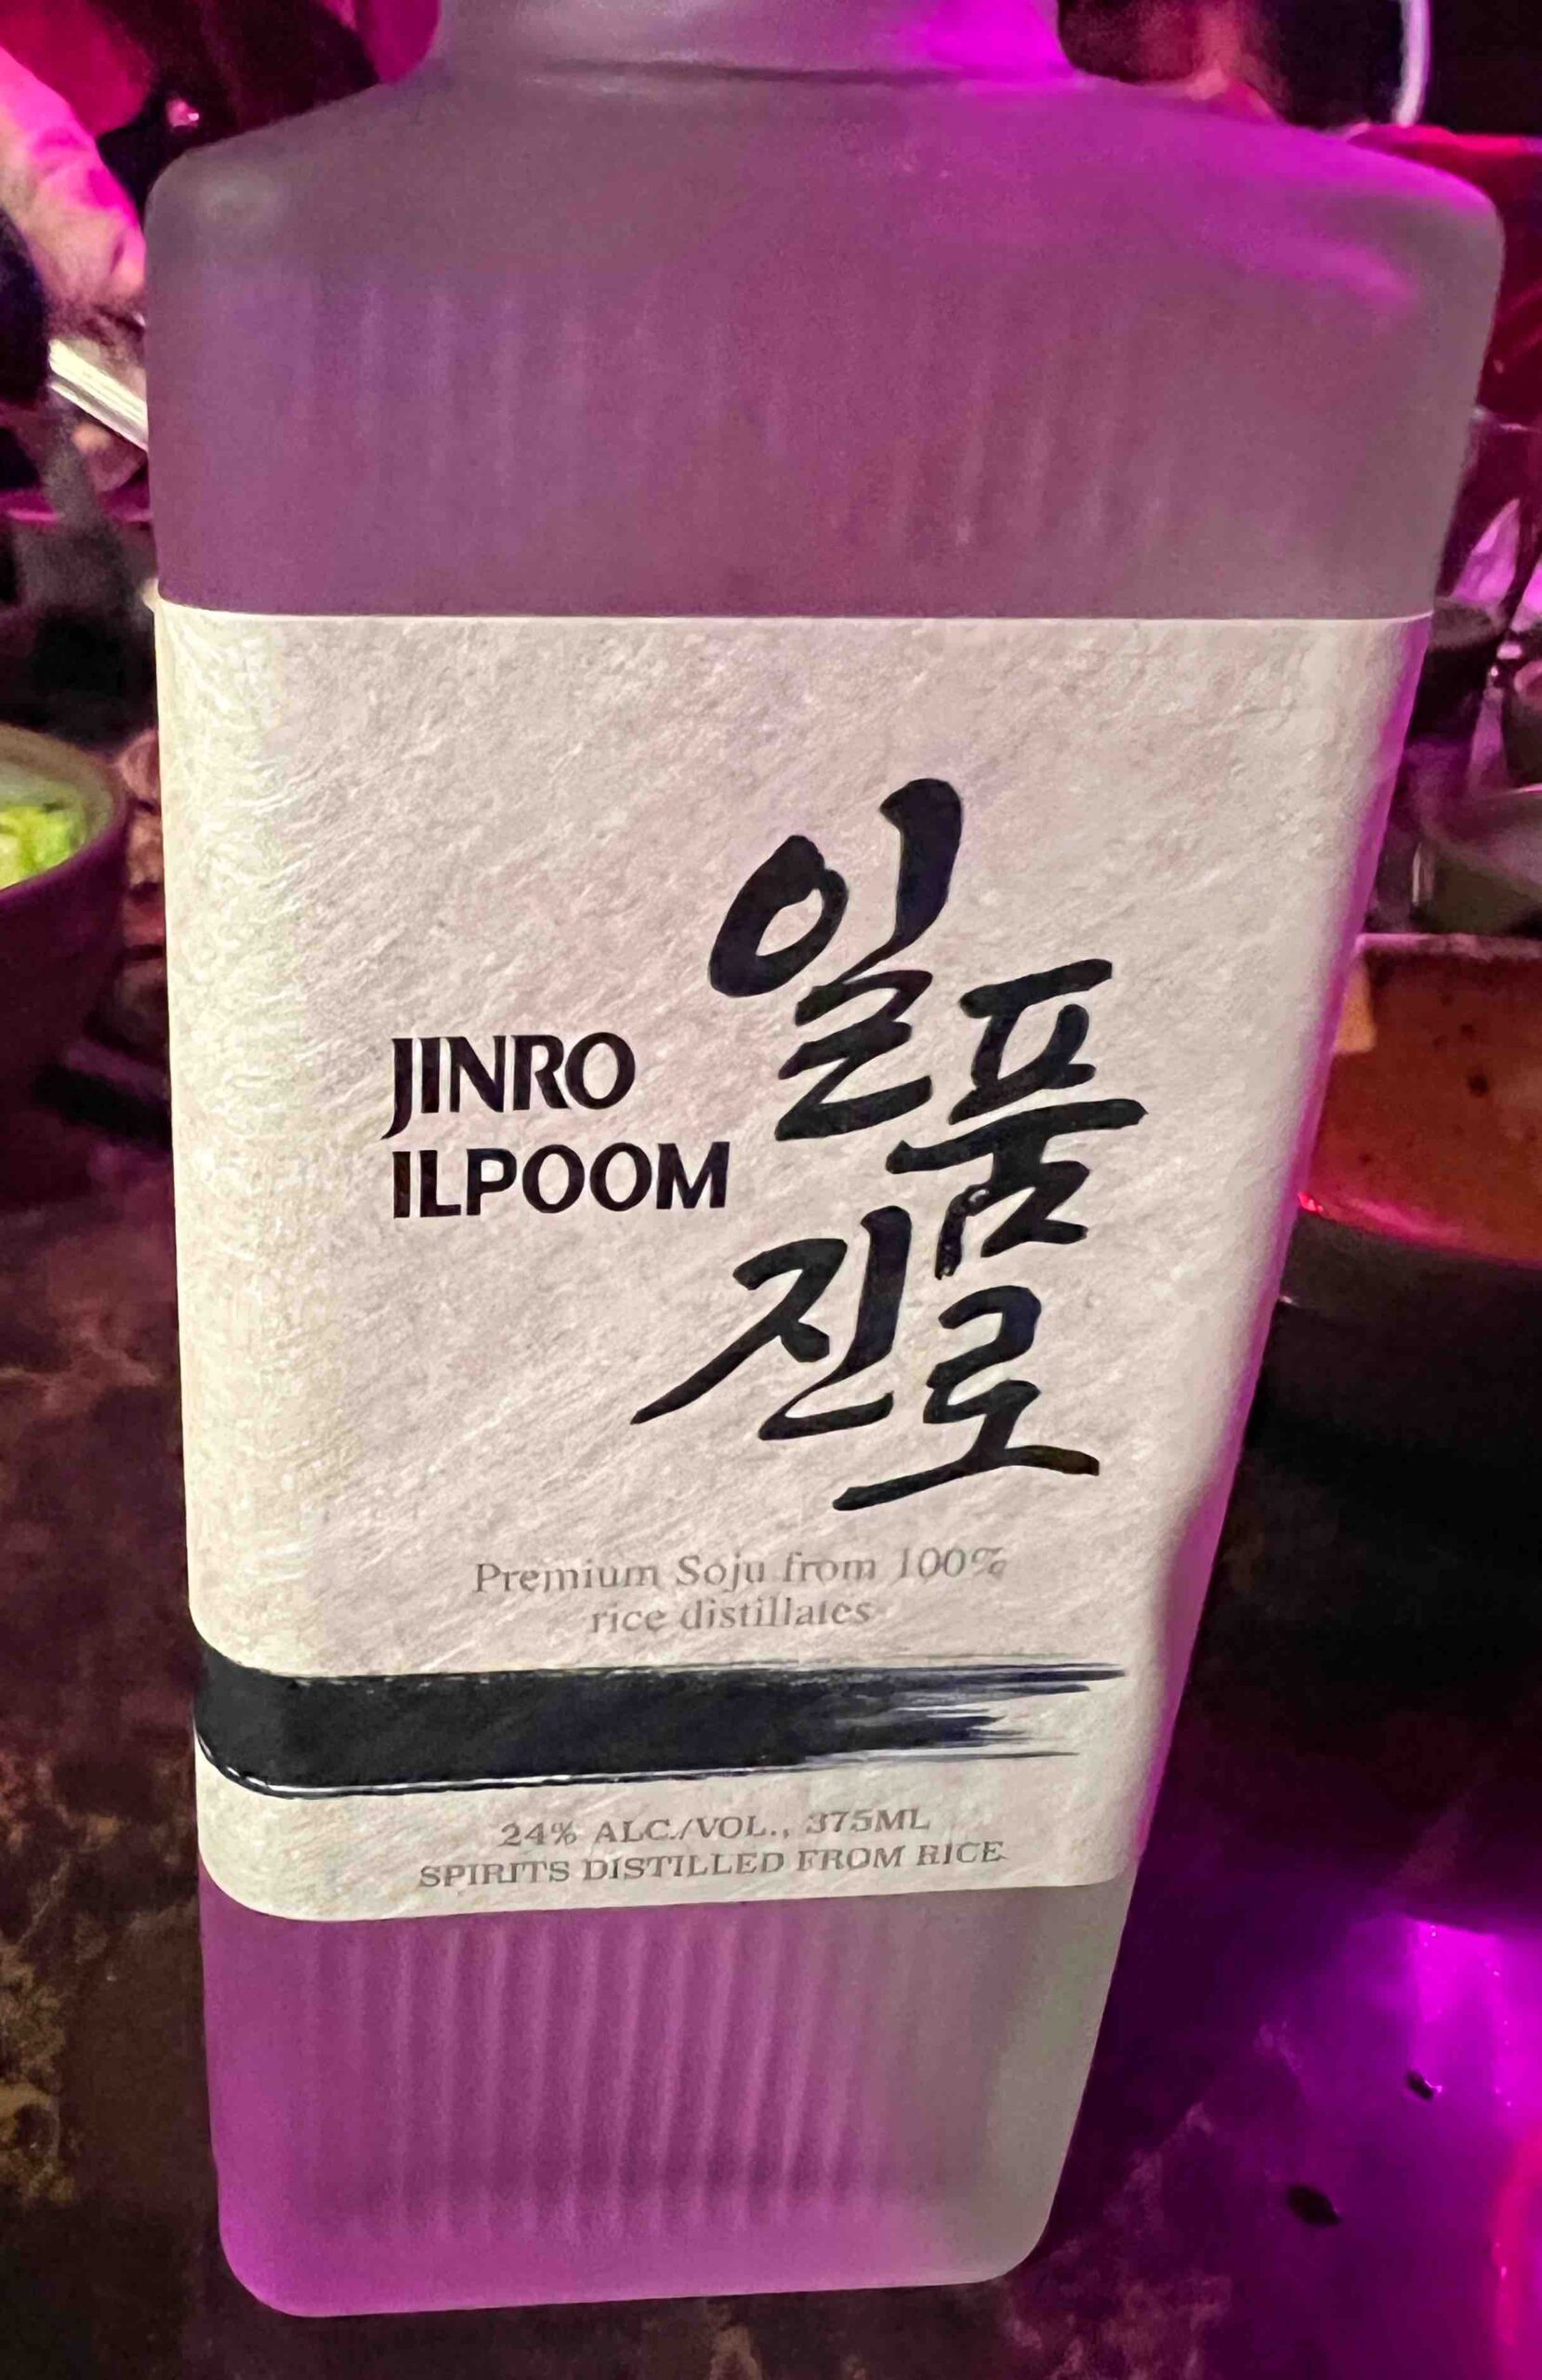 일품
진로
JINRO
ILPOOM
Premium Soju from 100%
rice distillates
24% ALC./VOL., 375ML
SPIRITS DISTILLED FROM RICE